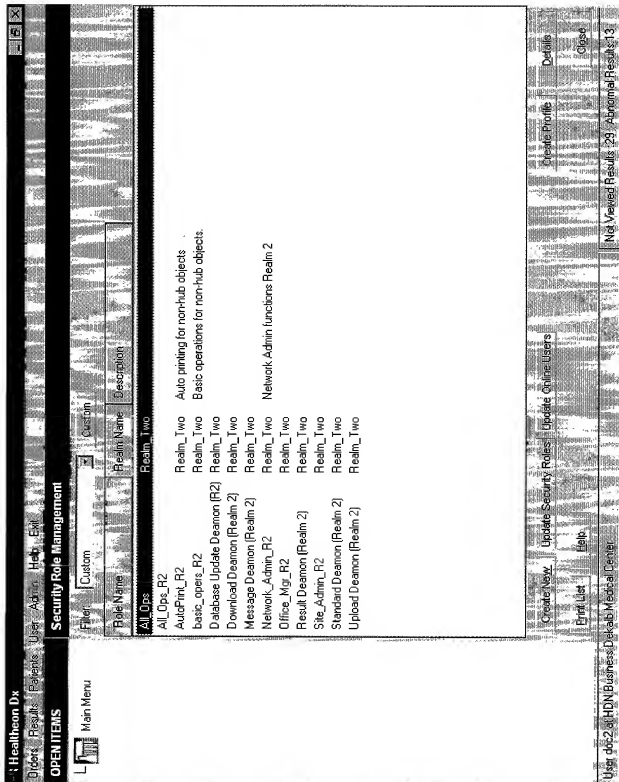 Healtheon Dx
Orders Results Patients User Admin Help Exit
OPEN ITEMS
Main Menu
Security Role Management
Filter: Custom Custom
Role Name Realm Name Description
All_Ops Realm_Two
All_Ops_R2
AutoPrint_R2 Realm_Two Auto printing for non-hub objects
basic_opers_R2 Realm_Two Basic operations for non-hub objects.
Database Update Deamon (R2) Realm_Two
Download Deamon (Realm 2) Realm_Two
Message Deamon (Realm 2) Realm_Two
Network_Admin_R2 Realm_Two Network Admin functions Realm 2
Office_Mgr_R2 Realm_Two
Result Deamon (Realm 2) Realm_Two
Site_Admin_R2 Realm_Two
Standard Deamon (Realm 2) Realm_Two
Upload Deamon (Realm 2) Realm_Two
Create New Update Security Roles Update Online Users Create Profile Details
Print List Help Close
User doc2 at HDN Business Dekalb Medical Center Not Viewed Results: 29 Abnormal Results: 13